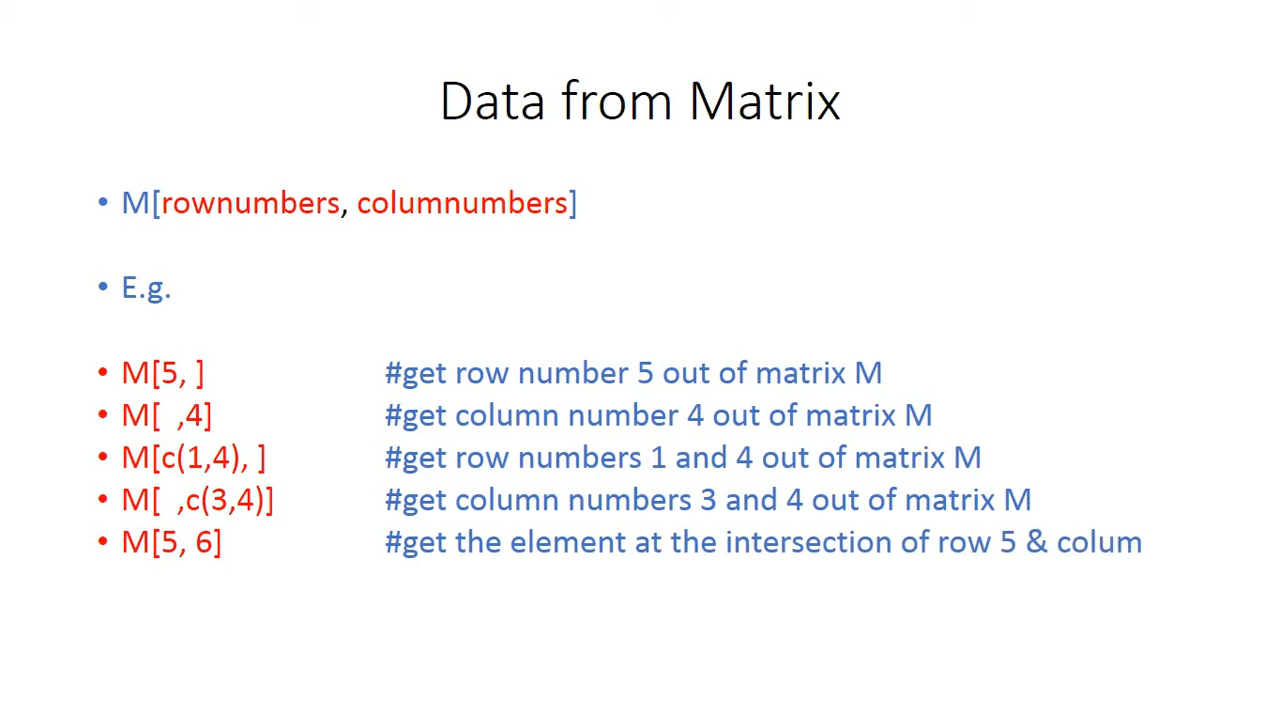 Data from Matrix
• M[rownumbers, columnumbers]
• E.g.
• M[5, ] #get row number 5 out of matrix M
• M[ ,4] #get column number 4 out of matrix M
• M[c(1,4), ] #get row numbers 1 and 4 out of matrix M
• M[ ,c(3,4)] #get column numbers 3 and 4 out of matrix M
• M[5, 6] #get the element at the intersection of row 5 & colum